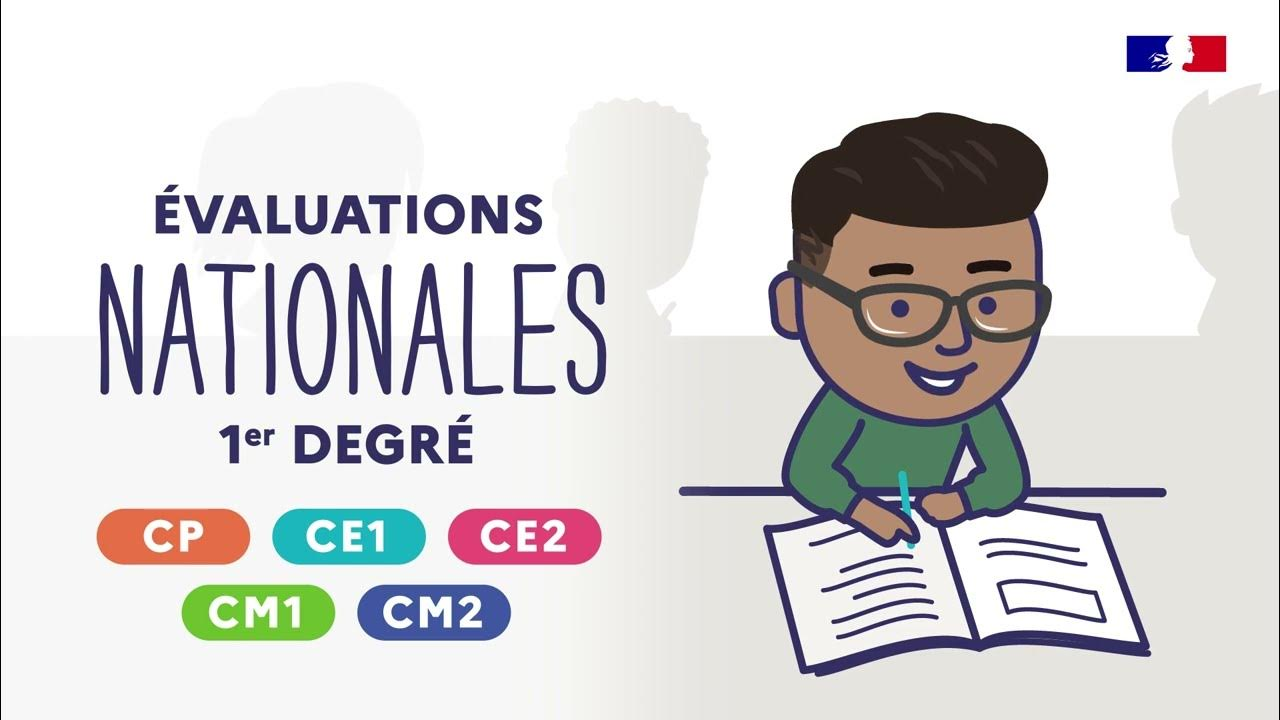 ÉVALUATIONS
NATIONALES
1er DEGRÉ
CP CE1 CE2
CM1 CM2